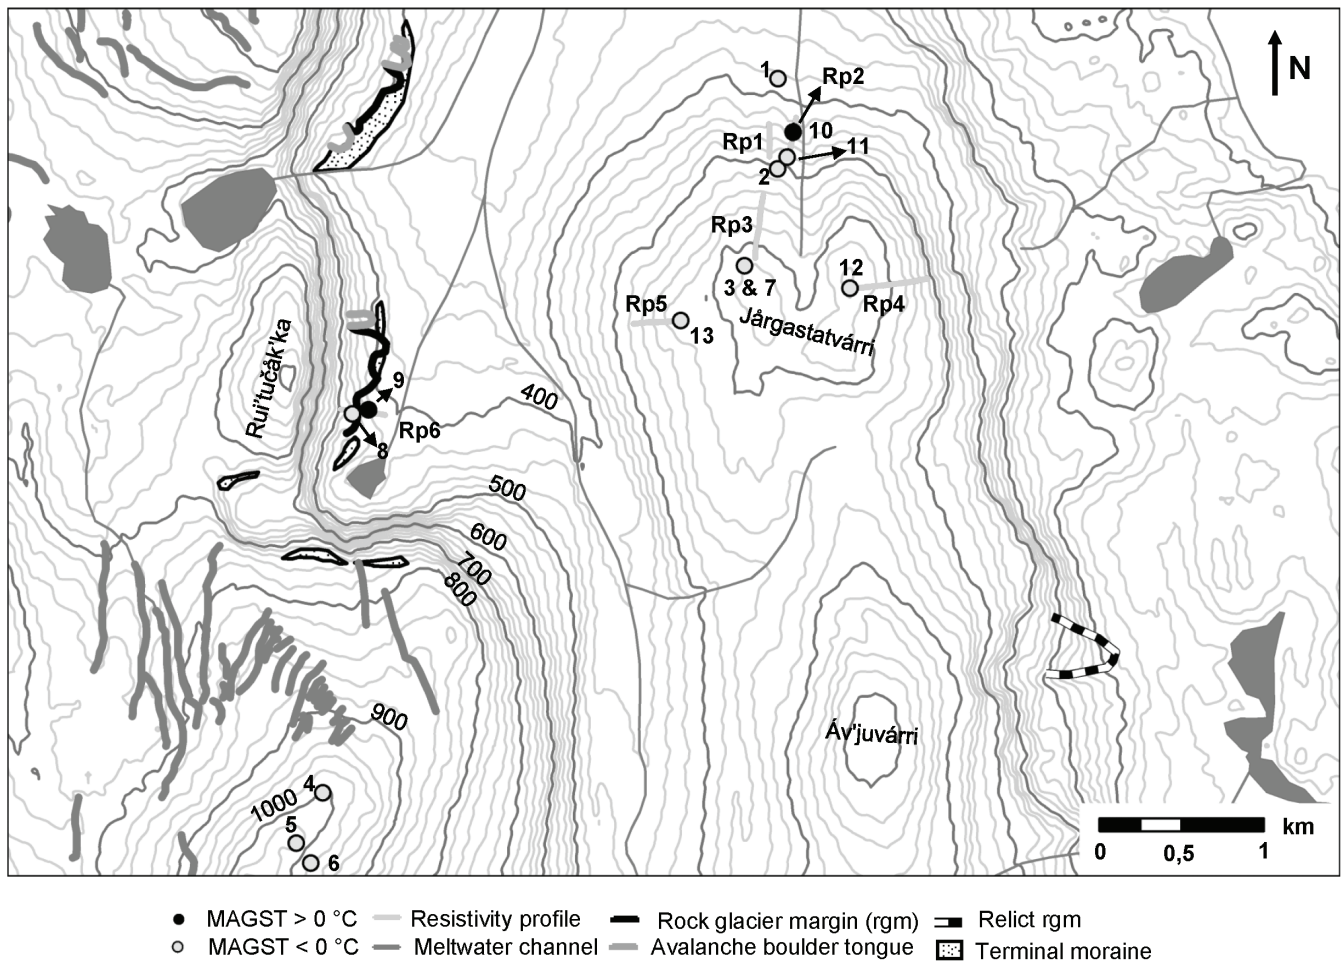 N
1
Rp2
10
Rp1
11
2
Rp3
12
3 & 7
Rp4
Rp5
13
Jårgastatvárri
Rui'tučåk'ka
9
400
Rp6
8
500
600
700
800
900
Áv'juvárri
4
1000
5
6
km
0
0,5
1
MAGST > 0 °C
Resistivity profile
Rock glacier margin (rgm)
Relict rgm
MAGST < 0 °C
Meltwater channel
Avalanche boulder tongue
Terminal moraine